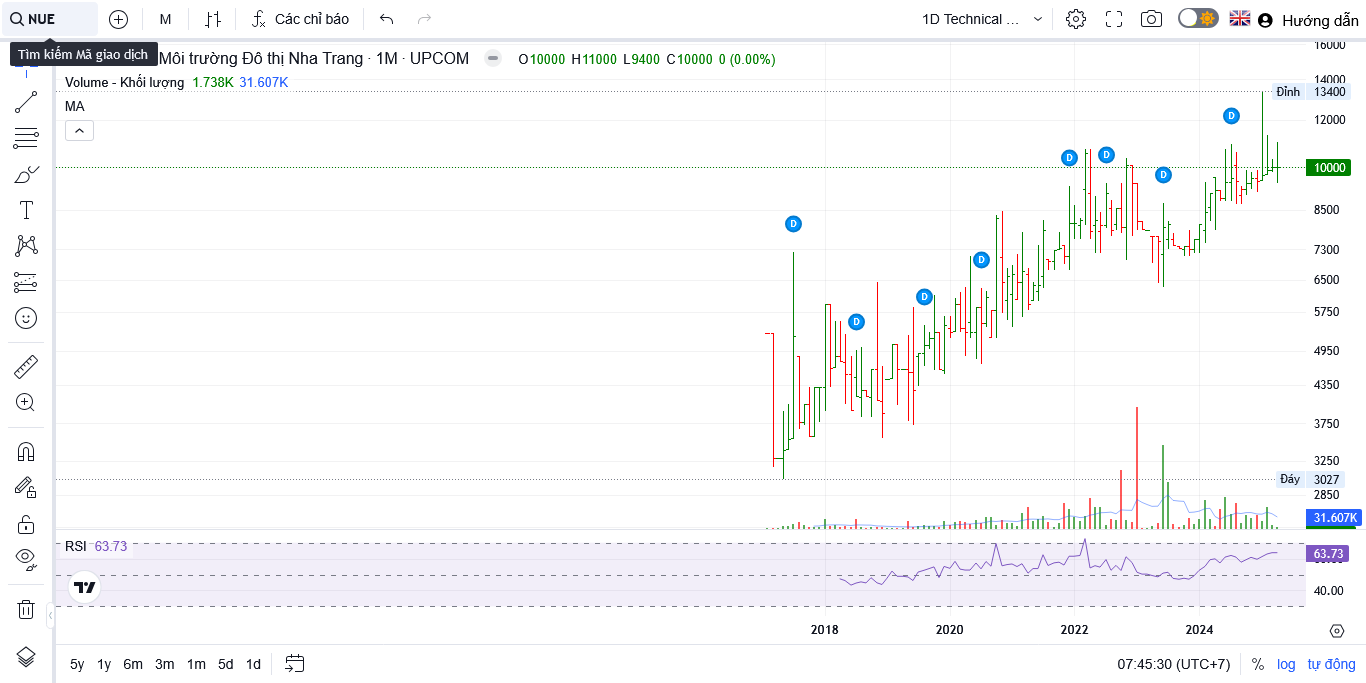 NUE
M
Các chỉ báo
1D Technical ...
Hướng dẫn
Tìm kiếm Mã giao dịch
Môi trường Đô thị Nha Trang · 1M · UPCOM
O10000 H11000 L9400 C10000 0 (0.00%)
Volume - Khối lượng 1.738K 31.607K
MA
16000
14000
Đỉnh 13400
12000
10000
8500
7300
6500
5750
4950
4350
3750
3250
Đáy 3027
2850
31.607K
D
D
D
D
D
D
D
D
D
RSI 63.73
63.73
40.00
2018
2020
2022
2024
5y 1y 6m 3m 1m 5d 1d
07:45:30 (UTC+7)
% log tự động